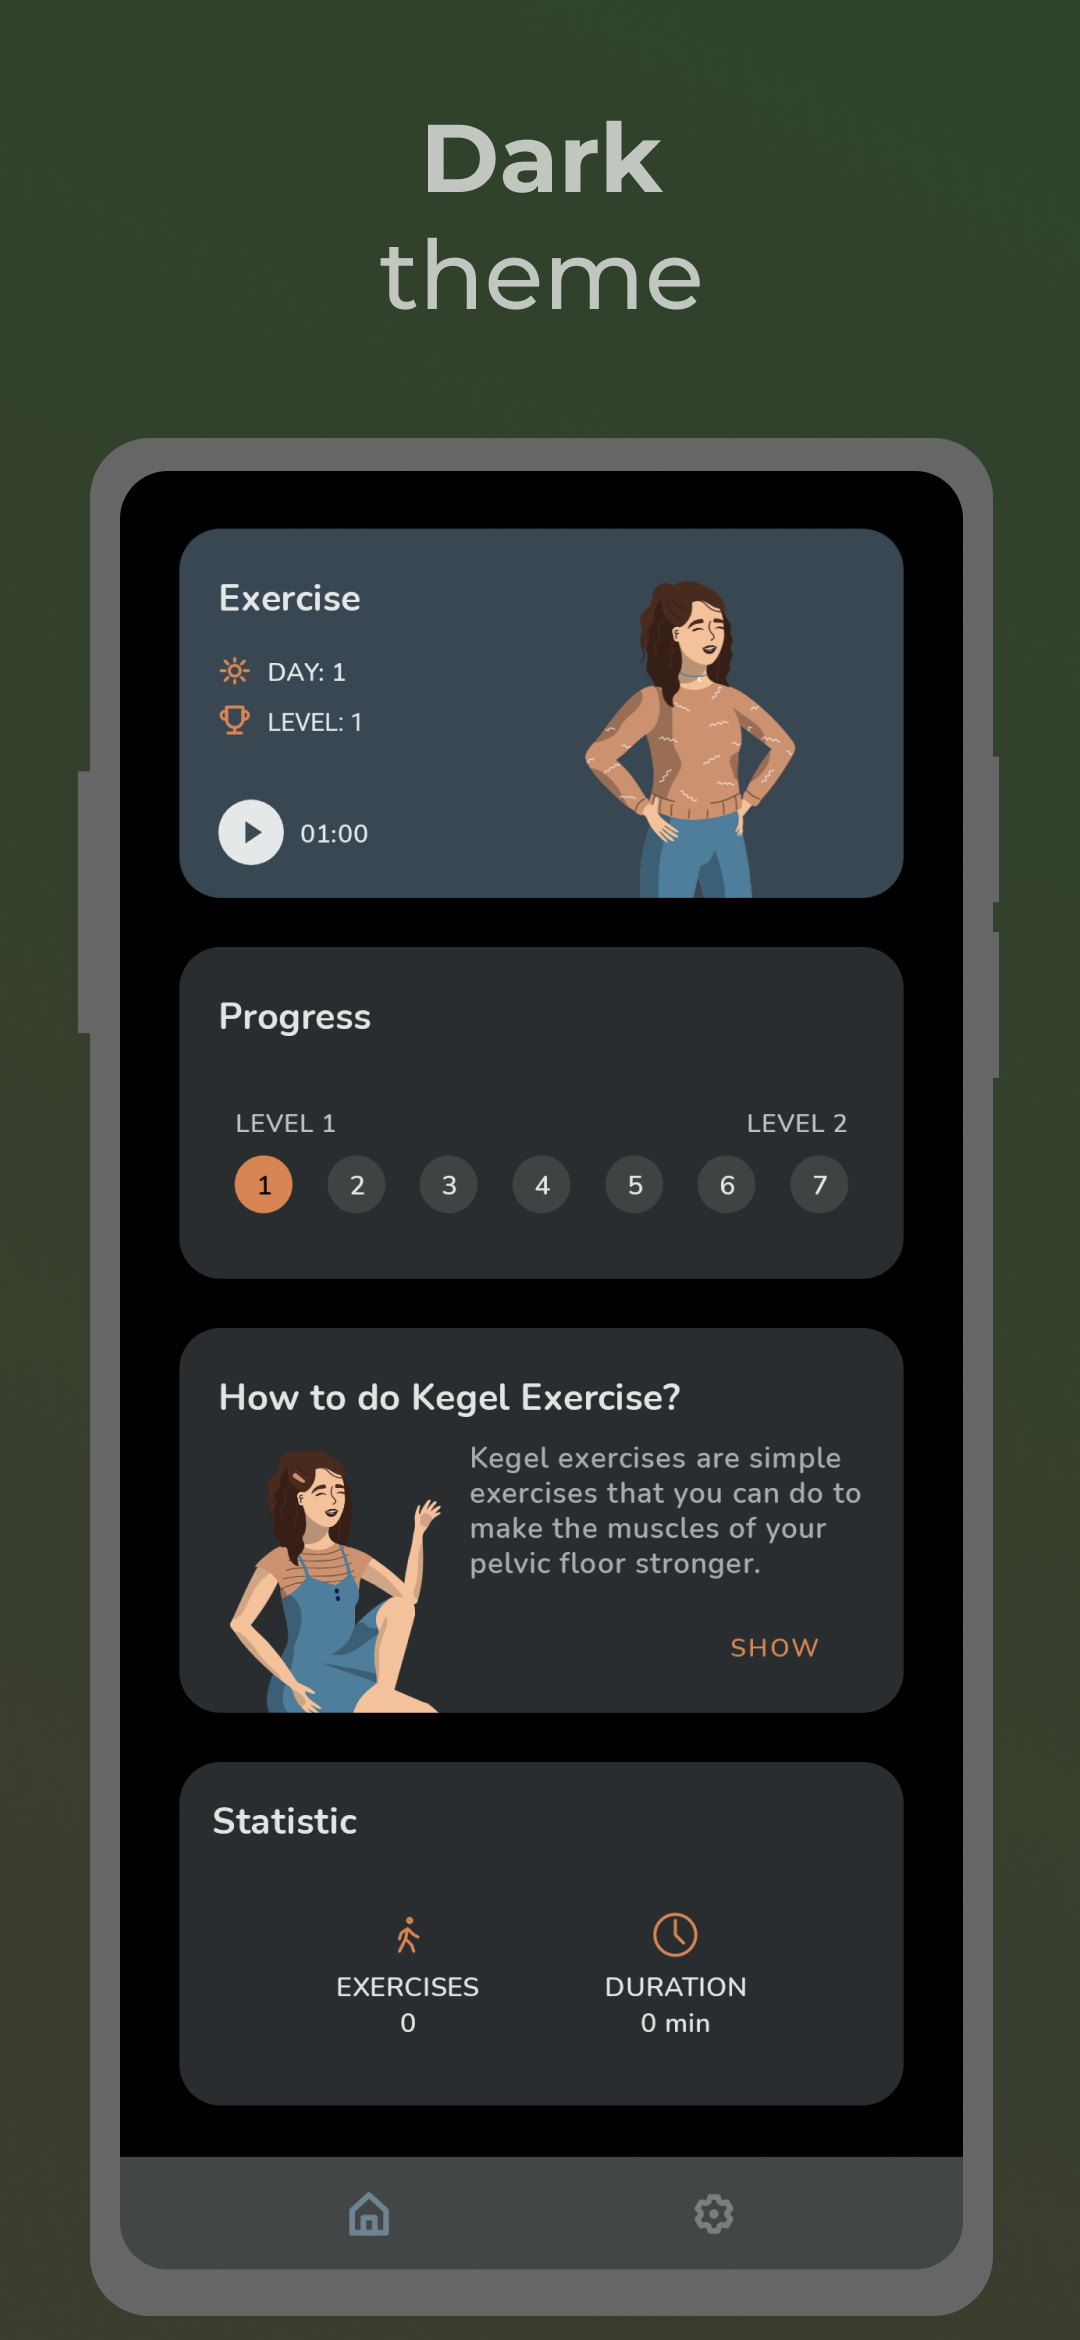 Dark
theme
Exercise
DAY: 1
LEVEL: 1
01:00
Progress
LEVEL 1 LEVEL 2
1 2 3 4 5 6 7
How to do Kegel Exercise?
Kegel exercises are simple
exercises that you can do to
make the muscles of your
pelvic floor stronger.
SHOW
Statistic
EXERCISES DURATION
0 0 min